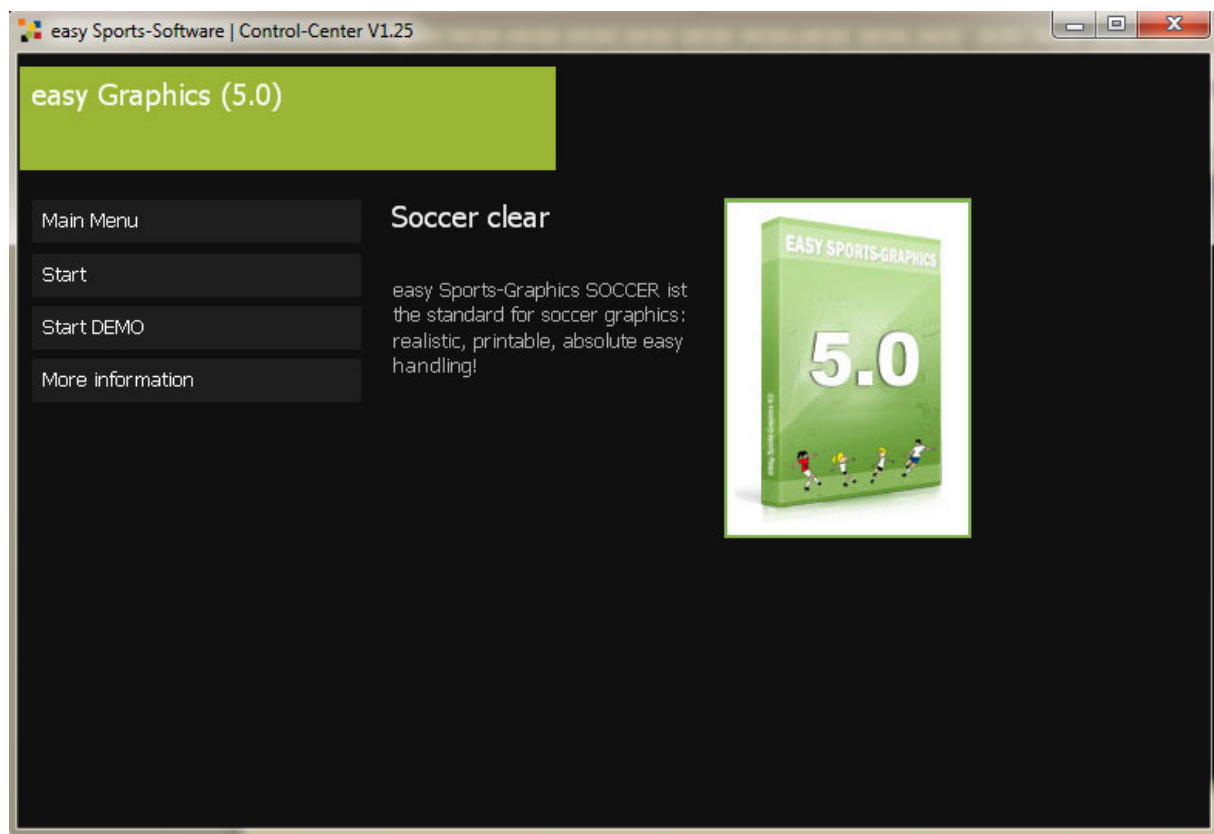 easy Sports-Software | Control-Center V1.25
easy Graphics (5.0)
Main Menu
Start
Start DEMO
More information
Soccer clear
easy Sports-Graphics SOCCER ist
the standard for soccer graphics:
realistic, printable, absolute easy
handling!
EASY SPORTS-GRAPHICS
5.0